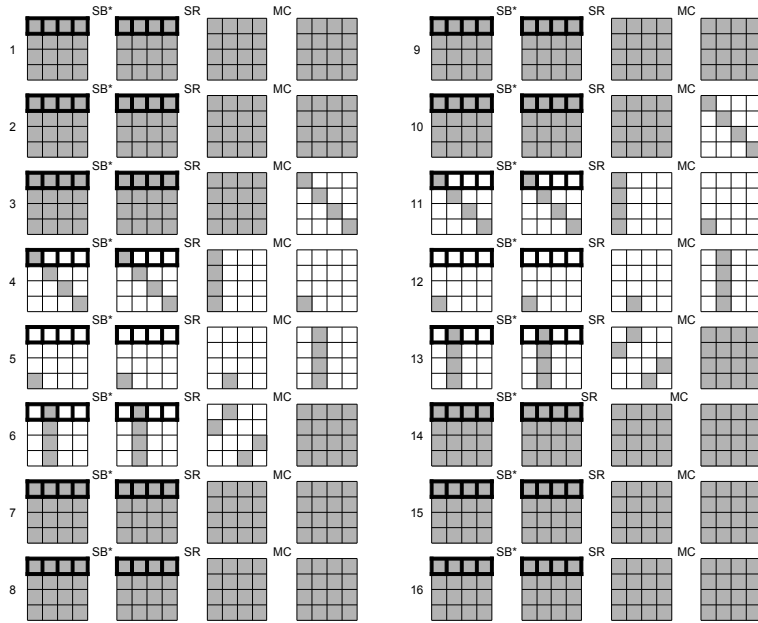 SB* SR MC
1
SB* SR MC
2
SB* SR MC
3
SB* SR MC
4
SB* SR MC
5
SB* SR MC
6
SB* SR MC
7
SB* SR MC
8
SB* SR MC
9
SB* SR MC
10
SB* SR MC
11
SB* SR MC
12
SB* SR MC
13
SB* SR MC
14
SB* SR MC
15
SB* SR MC
16